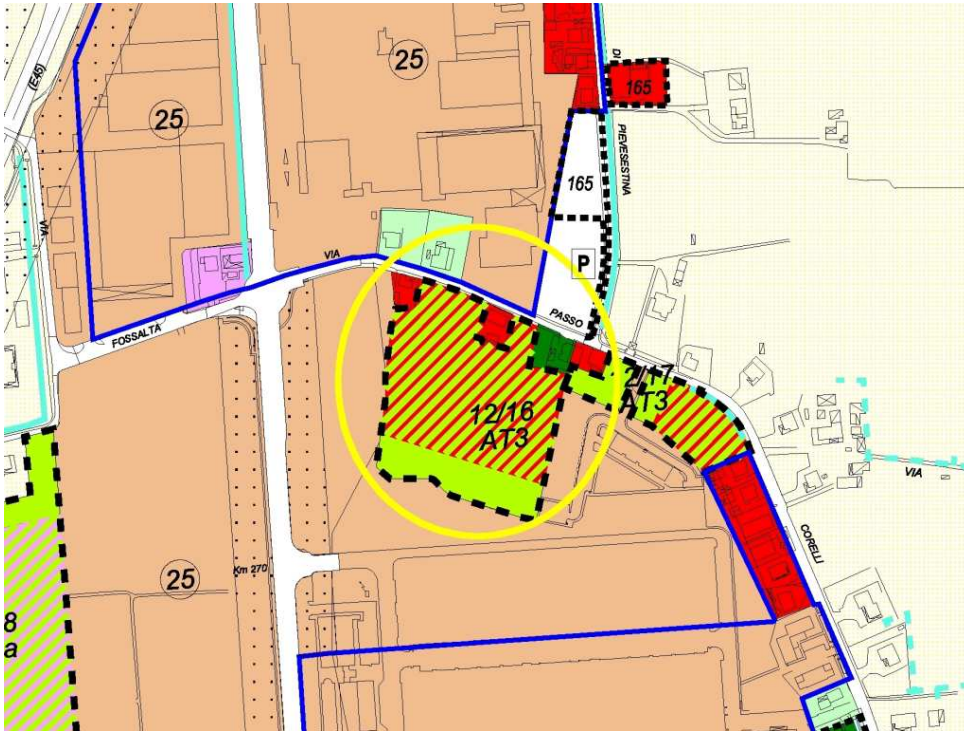 (E45)
25
25
DI
165
PIEVESESTINA
165
VIA
VIA
P
PASSO
FOSSALTA
12/17
AT3
12/16
AT3
VIA
CORELLI
Km 270
25
8
a